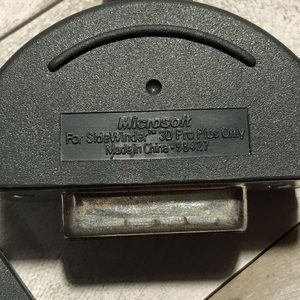 Microsoft
For SideWinder™ 3D Pro Plus Only
Made in China - 98427